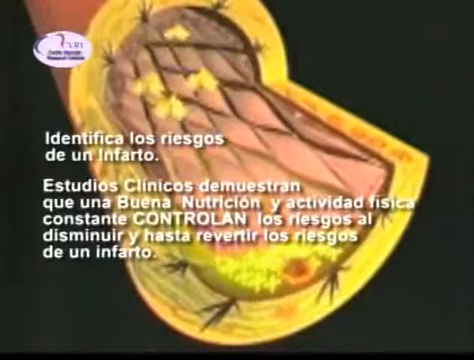 Identifica los riesgos
de un Infarto.
Estudios Clínicos demuestran
que una Buena Nutrición y actividad física
constante CONTROLAN los riesgos al
disminuir y hasta revertir los riesgos
de un infarto.